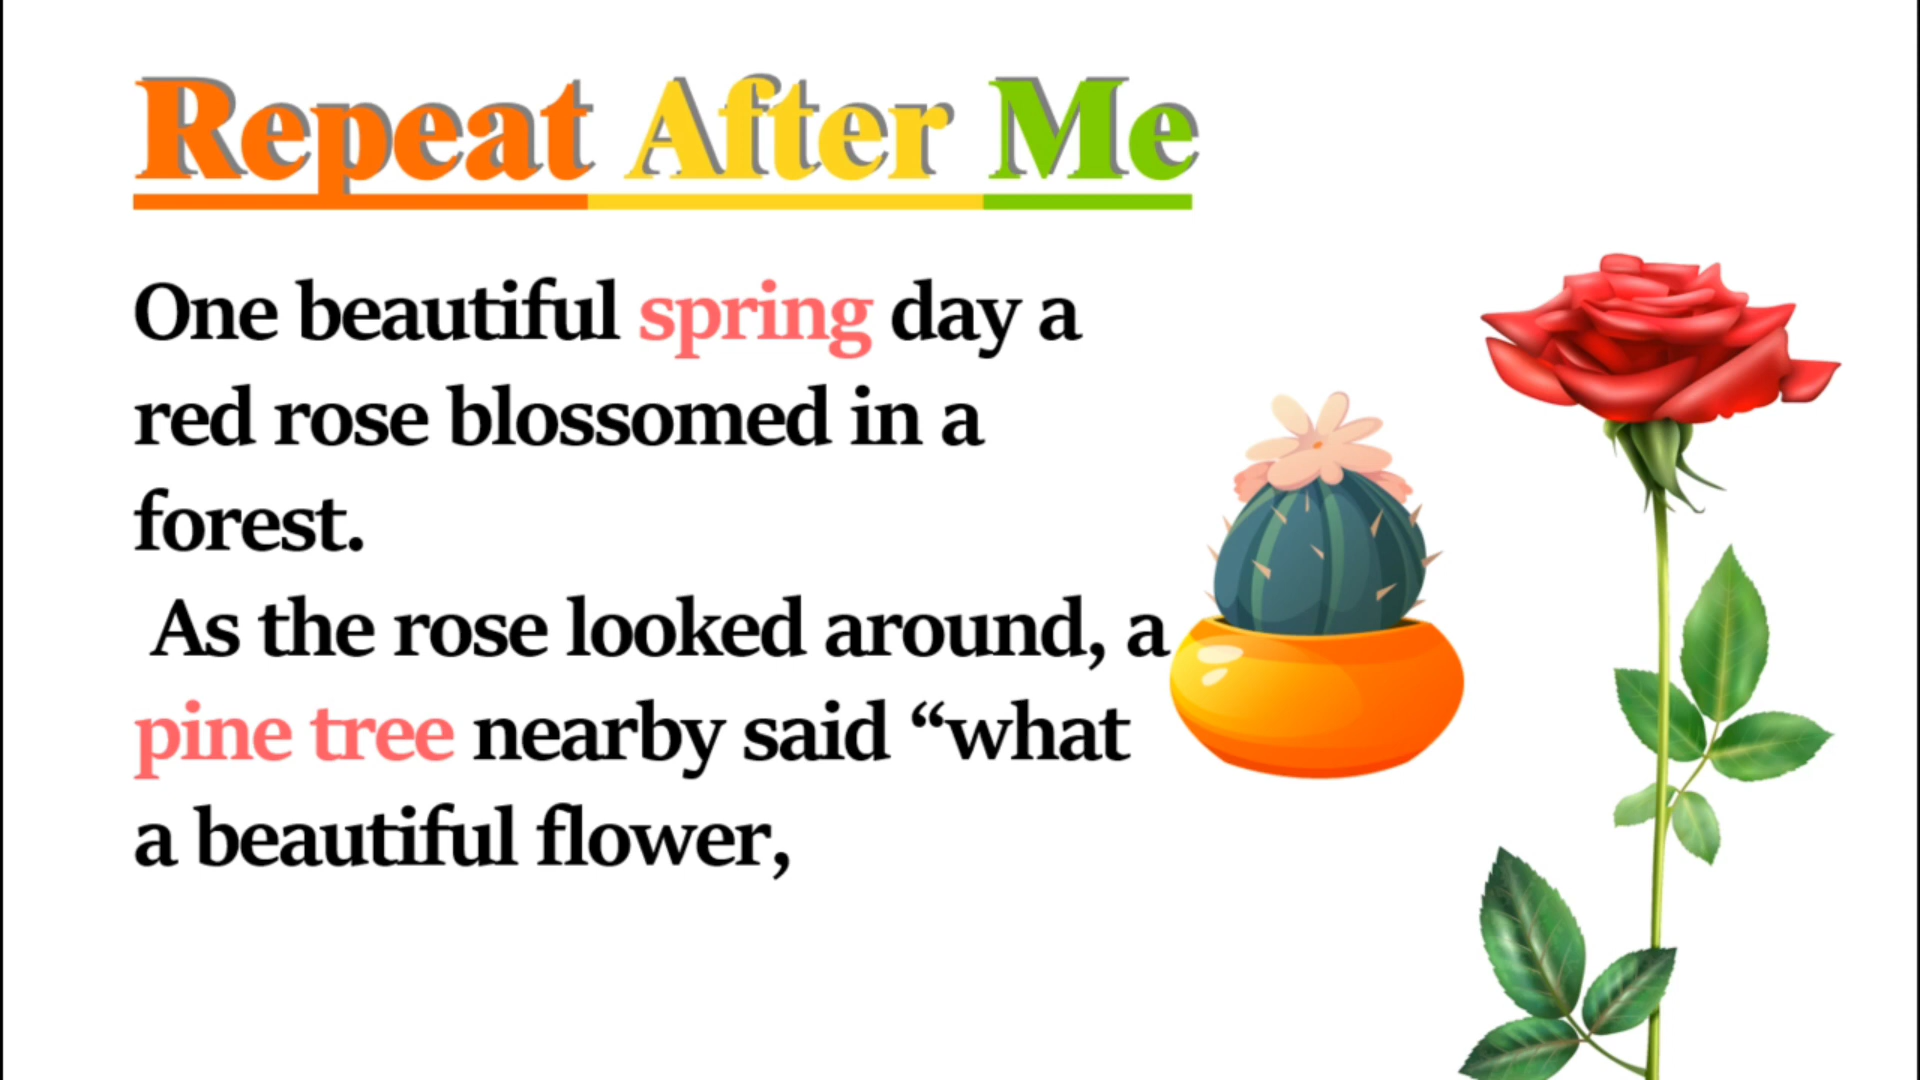 Repeat After Me
One beautiful spring day a
red rose blossomed in a
forest.
As the rose looked around, a
pine tree nearby said “what
a beautiful flower,